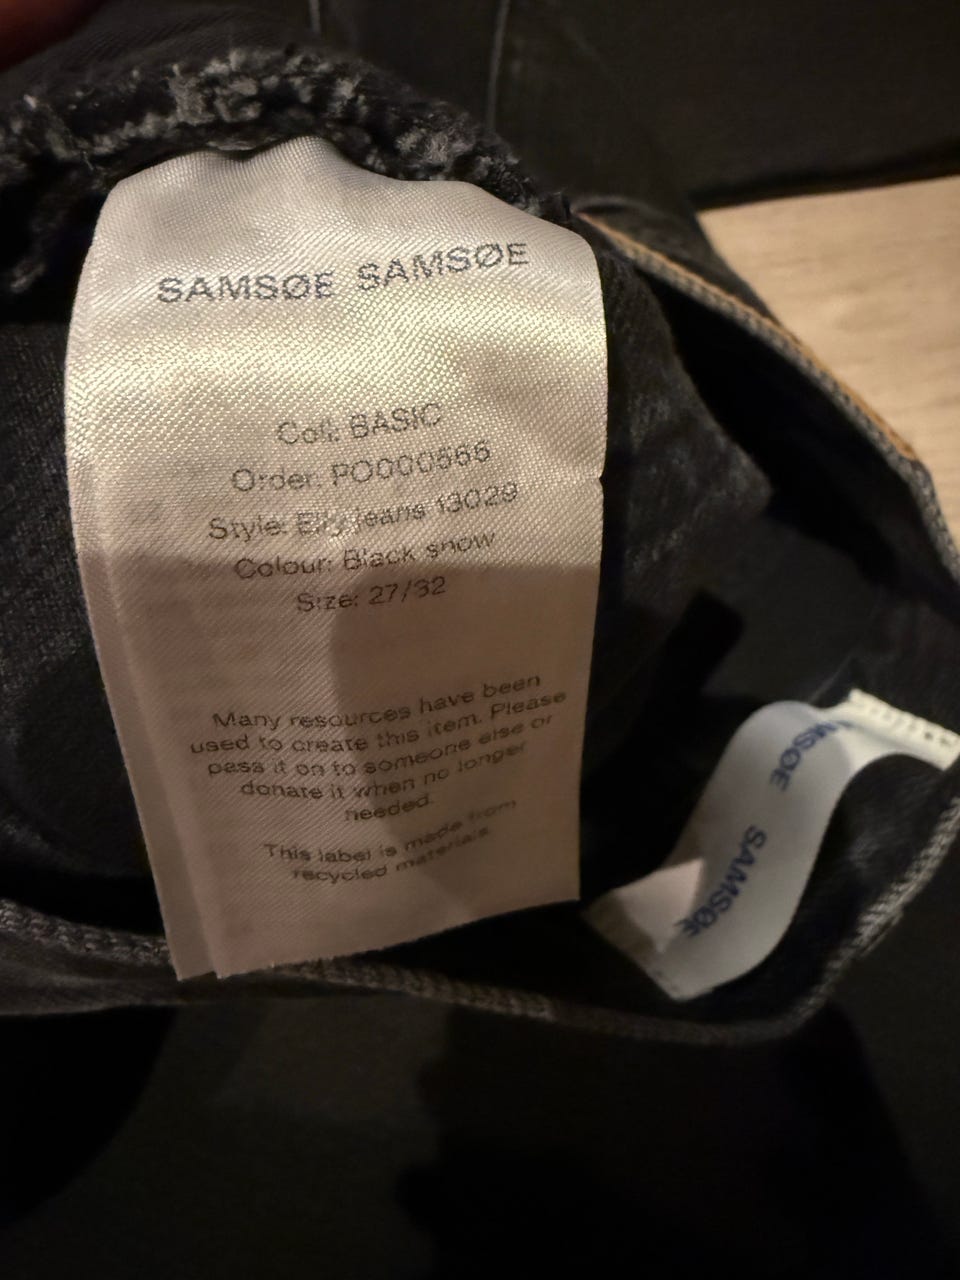 SAMSØE SAMSØE
Coll: BASIC
Order: PO000666
Style: Elly jeans 13029
Colour: Black snow
Size: 27/32
Many resources have been
used to create this item. Please
pass it on to someone else or
donate it when no longer
needed.
This label is made from
recycled materials.
AMSØE
SAMSØE